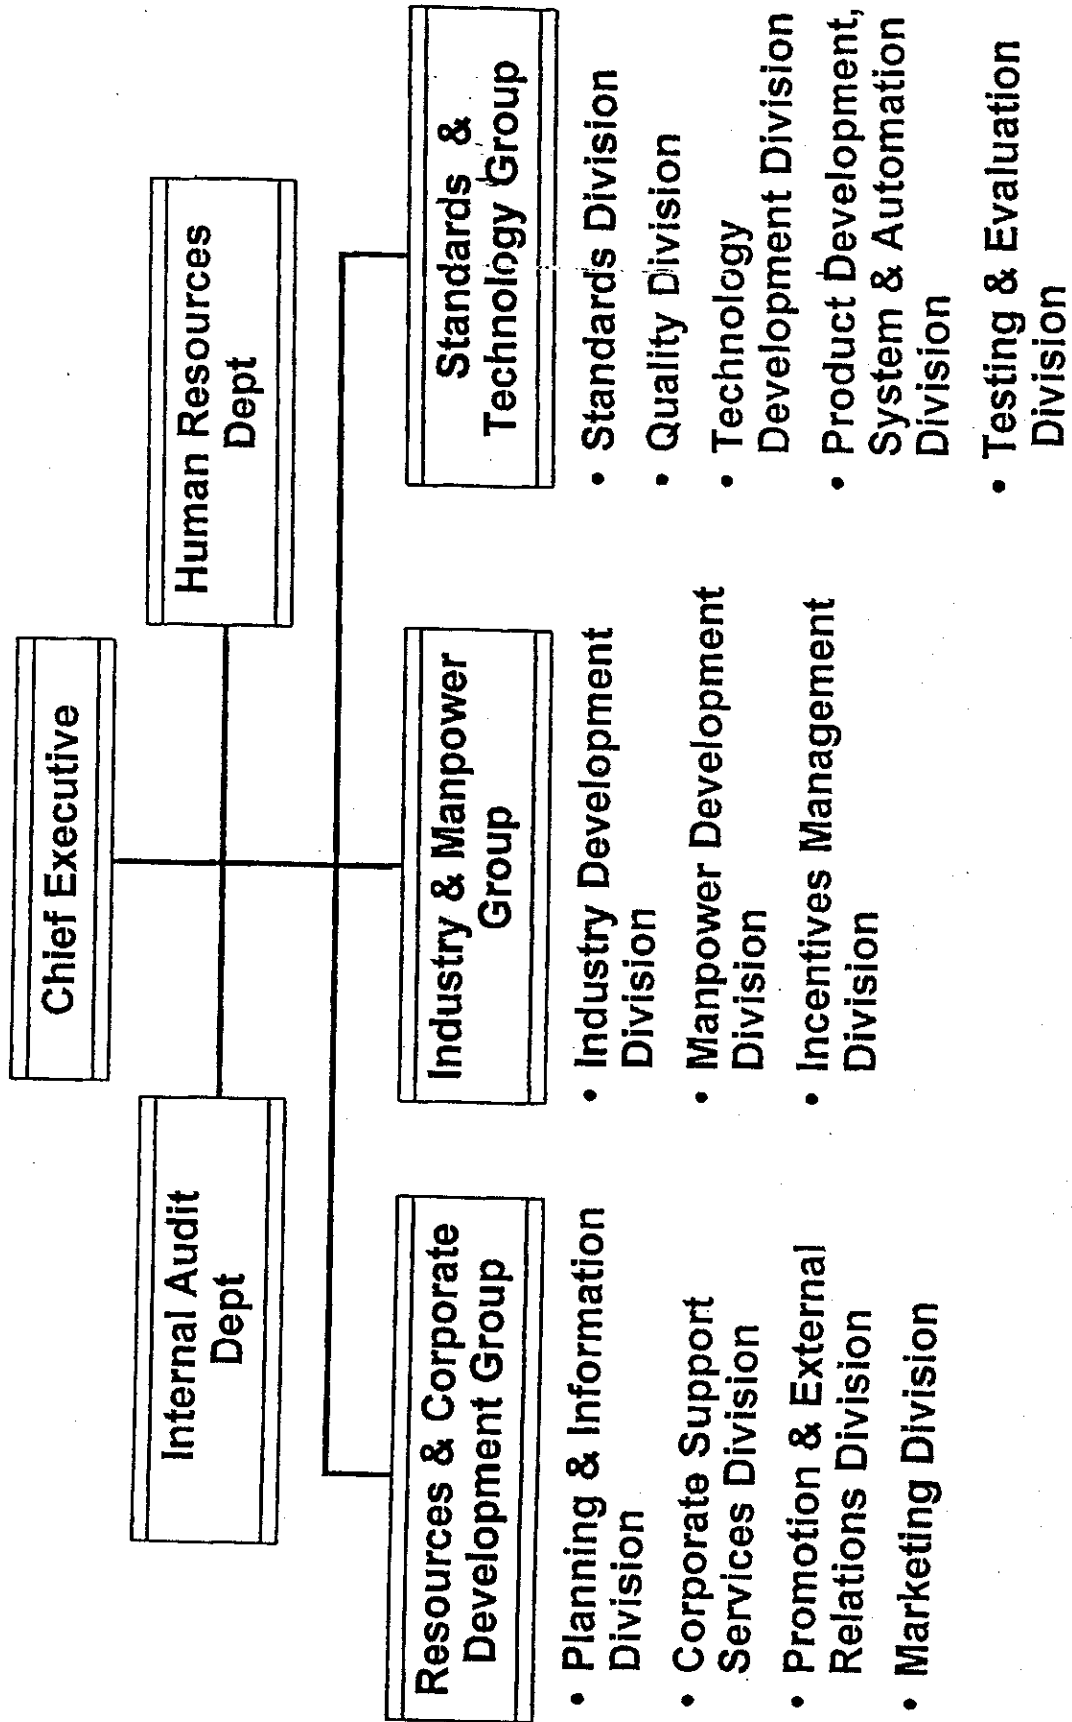 Chief Executive
Internal Audit
Dept
Human Resources
Dept
Resources & Corporate
Development Group
• Planning & Information
Division
• Corporate Support
Services Division
• Promotion & External
Relations Division
• Marketing Division
Industry & Manpower
Group
• Industry Development
Division
• Manpower Development
Division
• Incentives Management
Division
Standards &
Technology Group
• Standards Division
• Quality Division
• Technology
Development Division
• Product Development,
System & Automation
Division
• Testing & Evaluation
Division